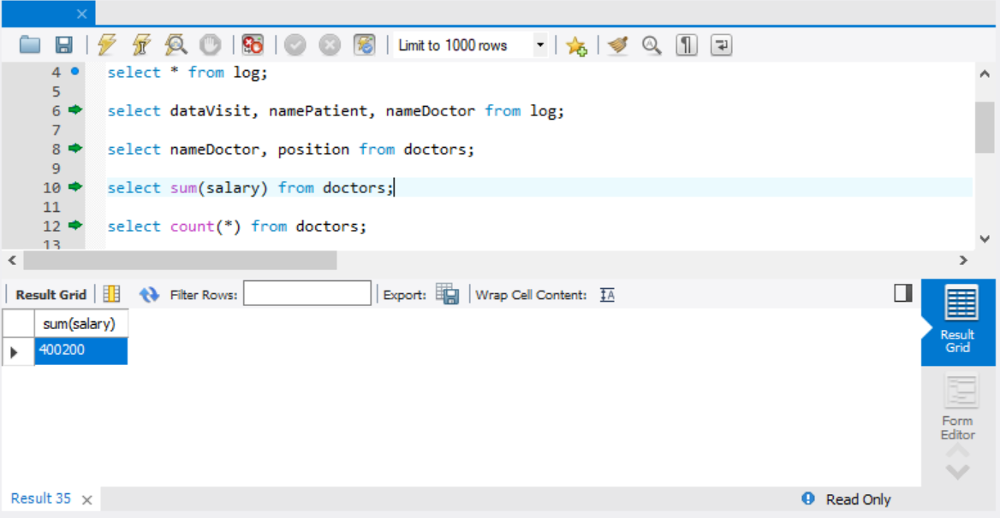 Limit to 1000 rows
4 select * from log;
5
6 select dataVisit, namePatient, nameDoctor from log;
7
8 select nameDoctor, position from doctors;
9
10 select sum(salary) from doctors;
11
12 select count(*) from doctors;
13
Result Grid Filter Rows: Export: Wrap Cell Content: IA
sum(salary)
400200
Result
Grid
Form
Editor
Result 35 Read Only